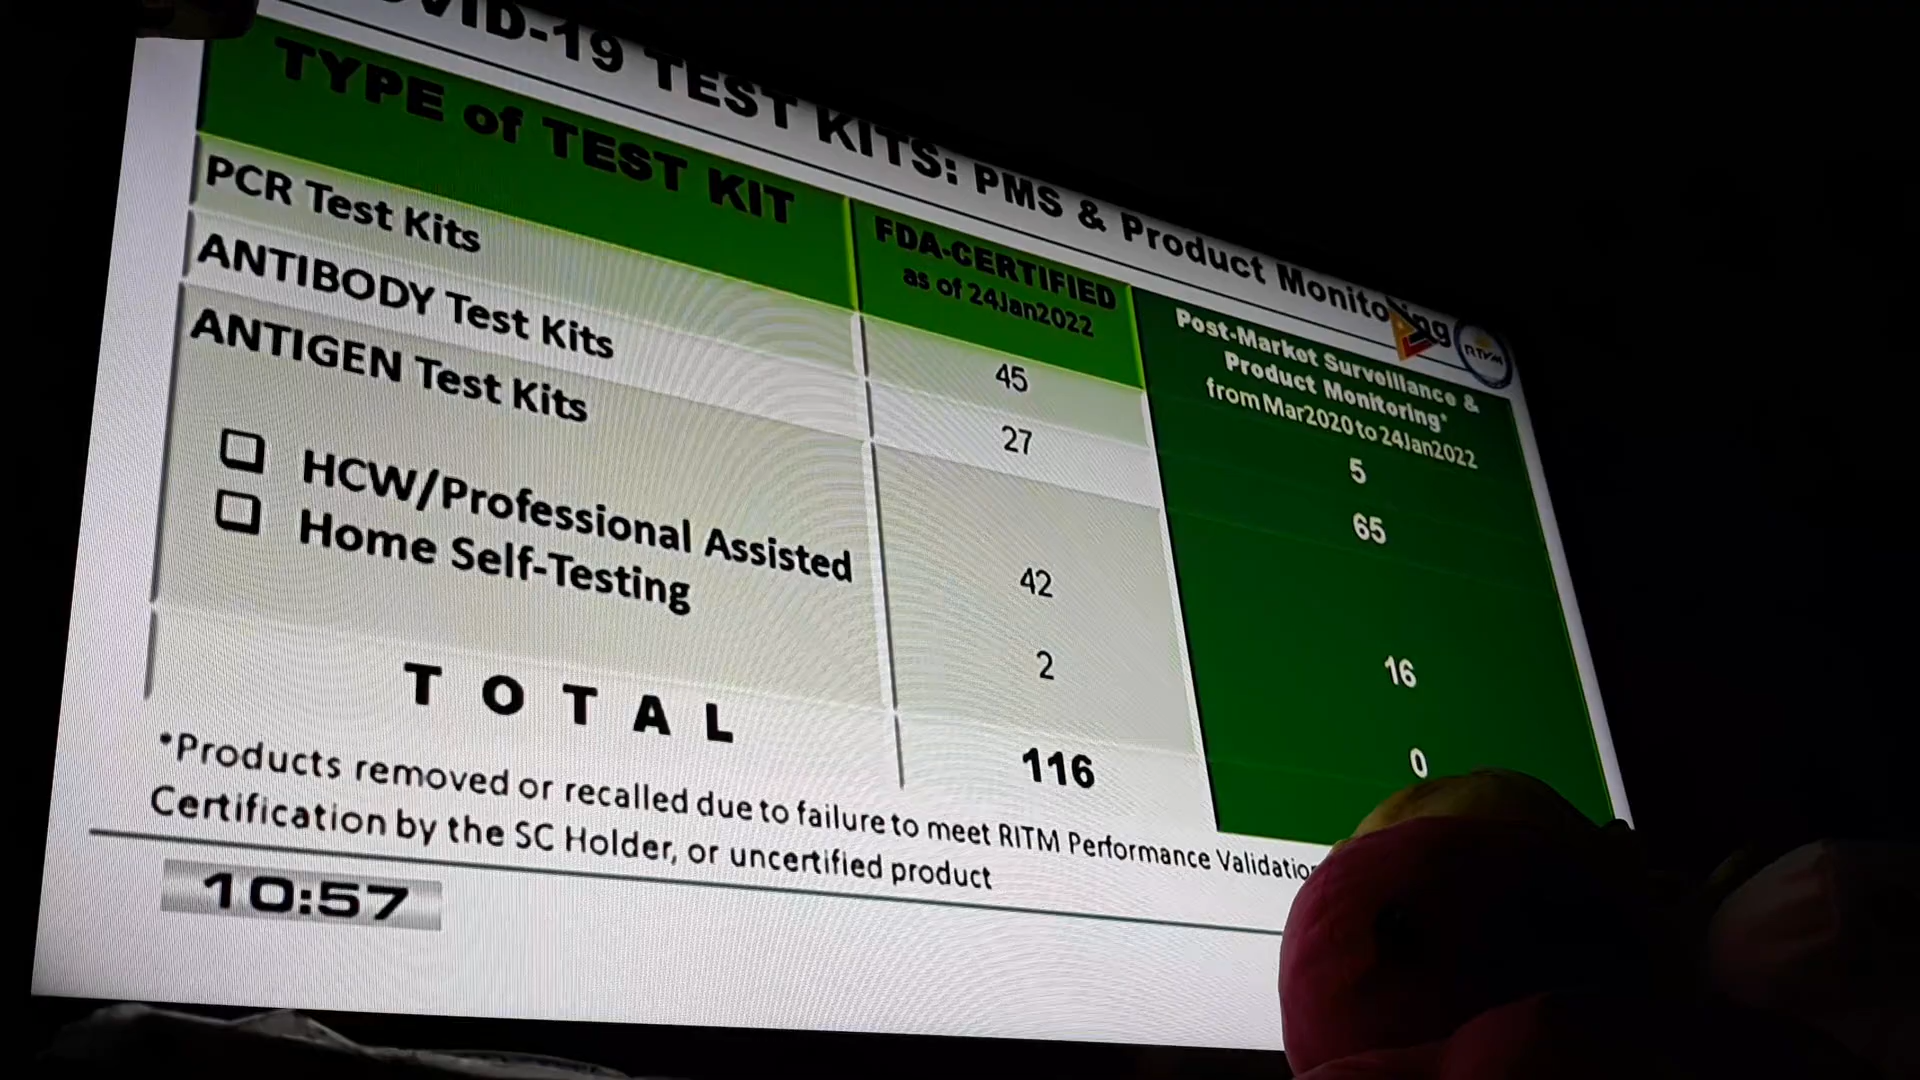 VID-19 TEST KITS: PMS & Product Monitoring
RITM
TYPE of TEST KIT
FDA-CERTIFIED
as of 24Jan2022
Post-Market Surveillance &
Product Monitoring*
from Mar2020 to 24Jan2022
PCR Test Kits 45 5
ANTIBODY Test Kits 27 65
ANTIGEN Test Kits
HCW/Professional Assisted 42 16
Home Self-Testing 2 0
TOTAL 116
*Products removed or recalled due to failure to meet RITM Performance
Certification by the SC Holder, or uncertified product
10:57